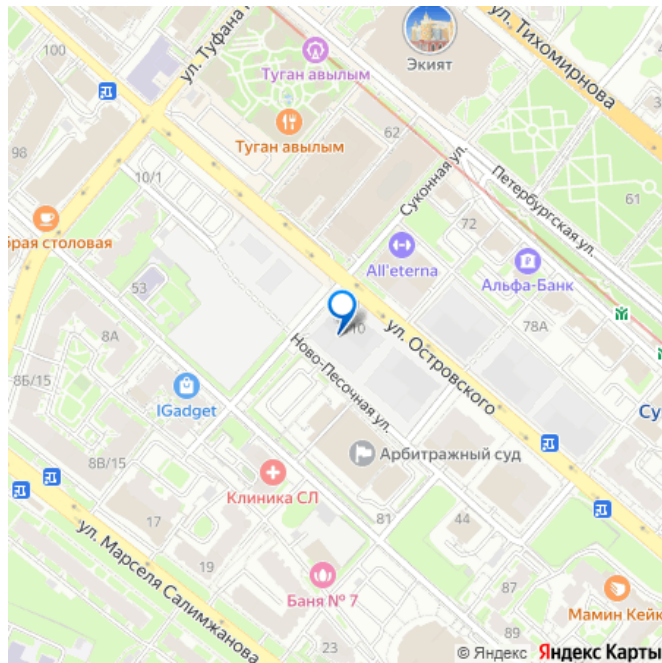 100
ул. Туфана
Экият
ул. Тихомирнова
Туган авылым
Туган авылым
62
98
10/1
Суконная ул.
Петербургская ул.
61
72
брая столовая
All'eterna
Альфа-Банк
53
78А
8А
ул. Островского
Ново-Песочная ул.
8Б/15
IGadget
Су
Арбитражный суд
8В/15
Клиника СЛ
17
81
44
ул. Марселя Салимжанова
19
Баня № 7
87
Мамин Кейк
89
23
© Яндекс Яндекс Карты